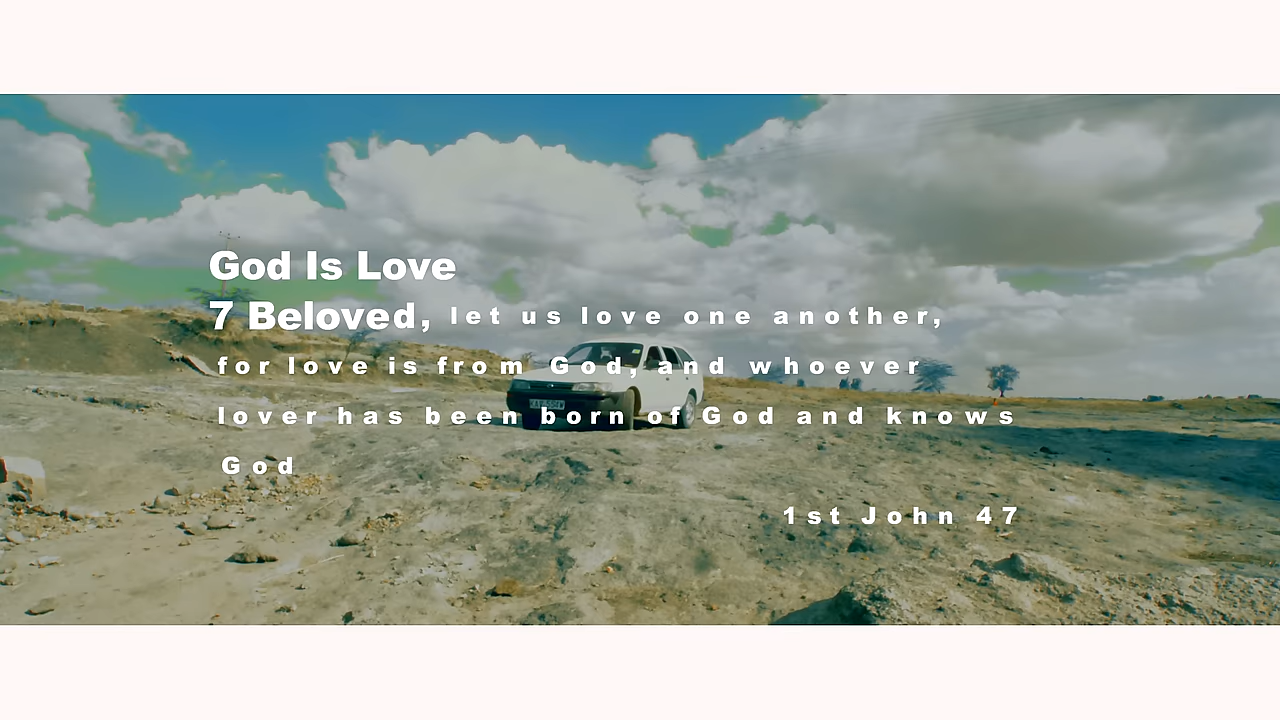 God Is Love
7 Beloved, let us love one another,
for love is from God, and whoever
lover has been born of God and knows
God
1st John 47